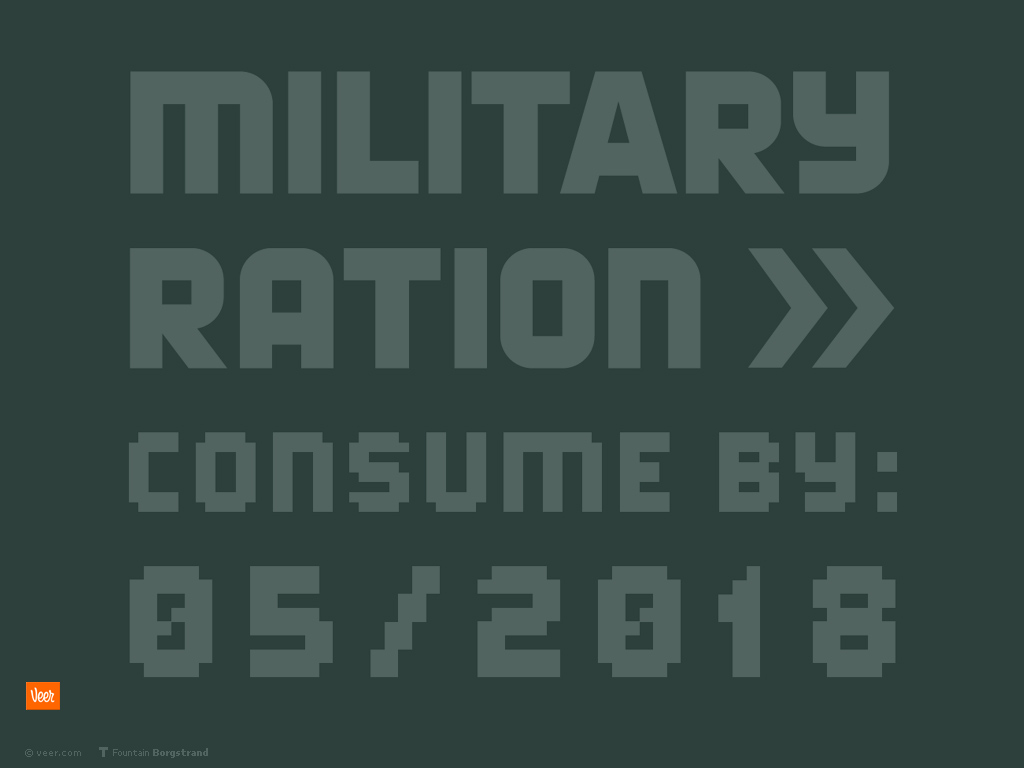 MILITARY
RATION »
CONSUME BY:
05/2018
Veer
© veer.com T Fountain Borgstrand